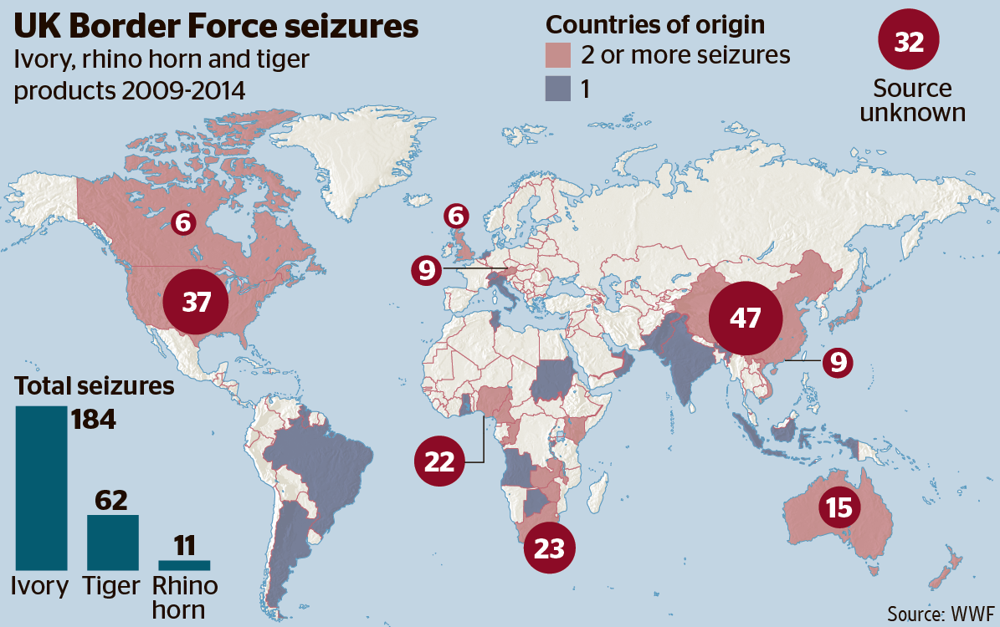 UK Border Force seizures
Ivory, rhino horn and tiger
products 2009-2014
Countries of origin
2 or more seizures
1
32
Source
unknown
6
37
6
9
47
9
22
15
23
Total seizures
184
62
11
Ivory
Tiger
Rhino
horn
Source: WWF